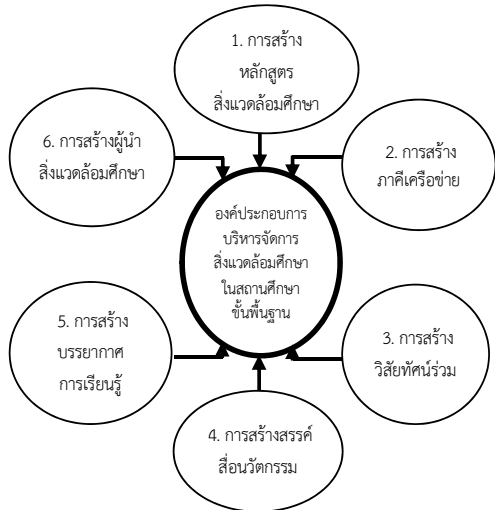 1. การสร้าง
หลักสูตร
สิ่งแวดล้อมศึกษา
6. การสร้างผู้นำ
สิ่งแวดล้อมศึกษา
2. การสร้าง
ภาคีเครือข่าย
องค์ประกอบการ
บริหารจัดการ
สิ่งแวดล้อมศึกษา
ในสถานศึกษา
ขั้นพื้นฐาน
5. การสร้าง
บรรยากาศ
การเรียนรู้
3. การสร้าง
วิสัยทัศน์ร่วม
4. การสร้างสรรค์
สื่อนวัตกรรม